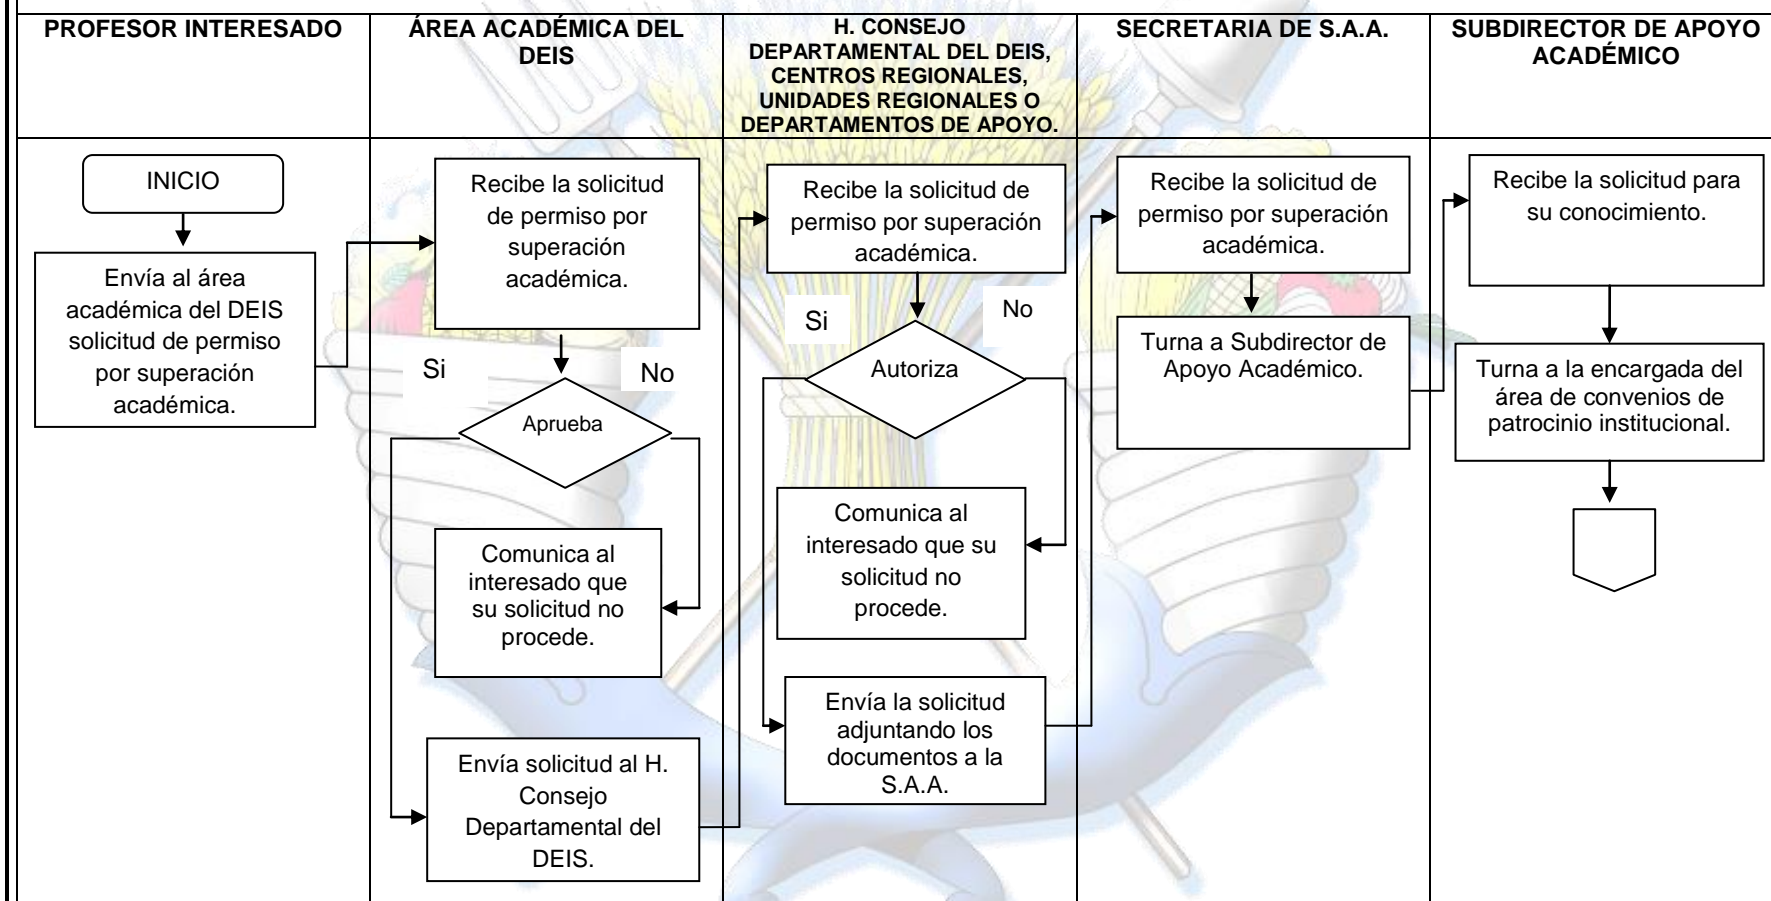 PROFESOR INTERESADO
ÁREA ACADÉMICA DEL
DEIS
H. CONSEJO
DEPARTAMENTAL DEL DEIS,
CENTROS REGIONALES,
UNIDADES REGIONALES O
DEPARTAMENTOS DE APOYO.
SECRETARIA DE S.A.A.
SUBDIRECTOR DE APOYO
ACADÉMICO
INICIO
Envía al área
académica del DEIS
solicitud de permiso
por superación
académica.
Recibe la solicitud
de permiso por
superación
académica.
Si
No
Aprueba
Comunica al
interesado que
su solicitud no
procede.
Envía solicitud al H.
Consejo
Departamental del
DEIS.
Recibe la solicitud de
permiso por superación
académica.
Si
No
Autoriza
Comunica al
interesado que su
solicitud no
procede.
Envía la solicitud
adjuntando los
documentos a la
S.A.A.
Recibe la solicitud de
permiso por superación
académica.
Turna a Subdirector de
Apoyo Académico.
Recibe la solicitud para
su conocimiento.
Turna a la encargada del
área de convenios de
patrocinio institucional.